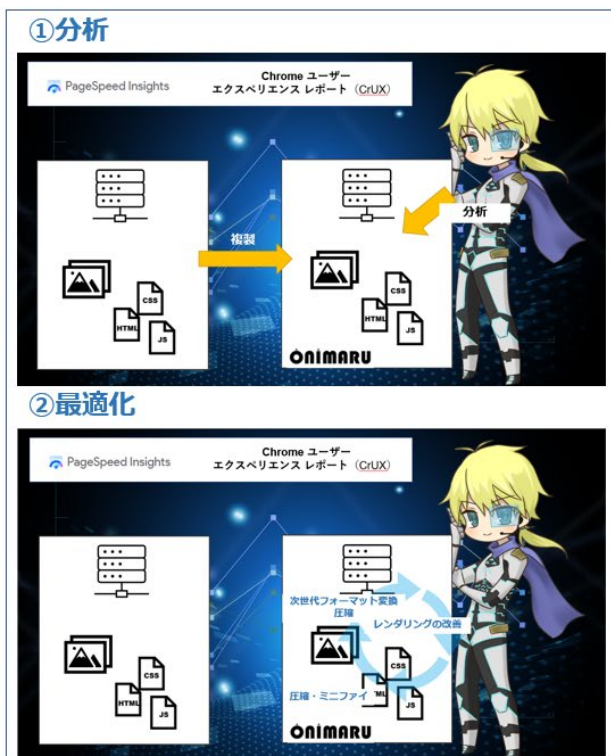 ①分析
PageSpeed Insights
Chrome ユーザー
エクスペリエンス レポート（CrUX）
分析
複製
CSS
HTML
JS
CSS
HTML
JS
ONIMARU
②最適化
PageSpeed Insights
Chrome ユーザー
エクスペリエンス レポート（CrUX）
次世代フォーマット変換
圧縮
レンダリングの改善
CSS
HTML
JS
CSS
圧縮・ミニファイ
ML
JS
ONIMARU